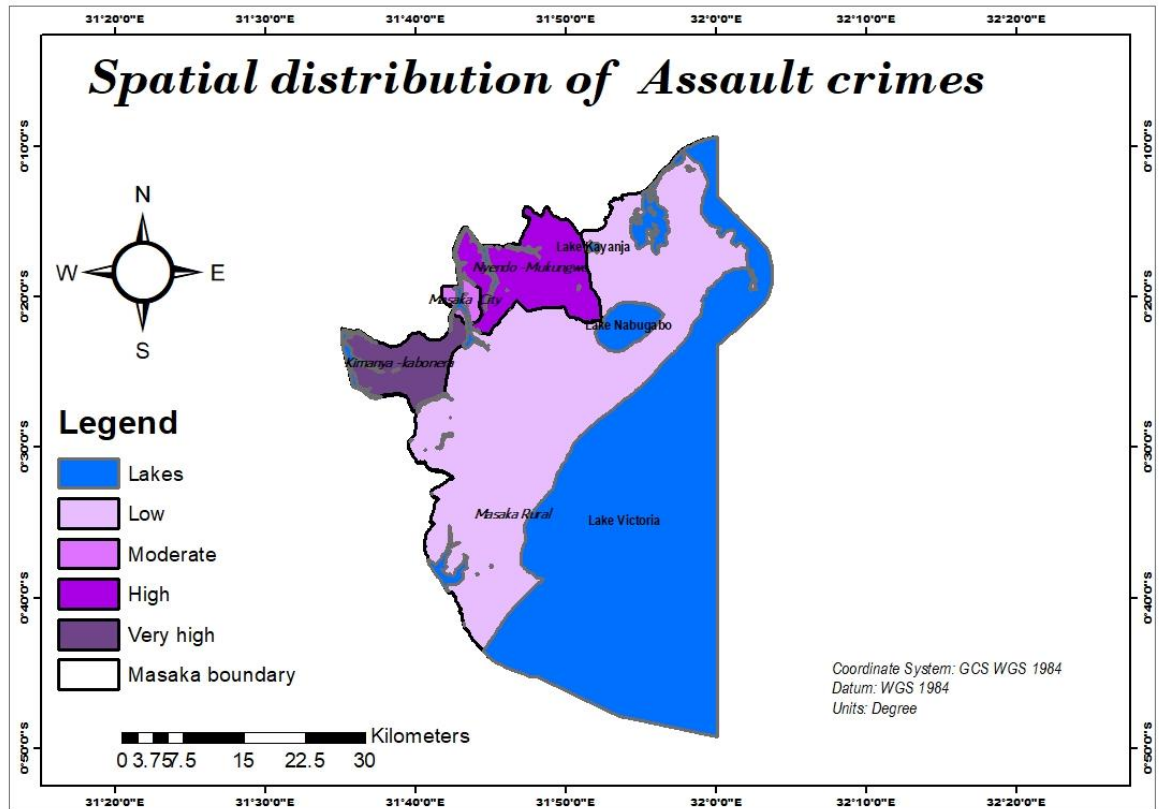 31°20'0"E 31°30'0"E 31°40'0"E 31°50'0"E 32°0'0"E 32°10'0"E 32°20'0"E
Spatial distribution of Assault crimes
0°10'0"S 0°10'0"S
N
W E
S
Lake Kayanja
Nyendo -Mukungwe
0°20'0"S 0°20'0"S
Masaka City
Lake Nabugabo
Kimanya -kabonera
Legend
0°30'0"S 0°30'0"S
Lakes
Low
Masaka Rural
Lake Victoria
Moderate
High
0°40'0"S 0°40'0"S
Very high
Masaka boundary
Coordinate System: GCS WGS 1984
Datum: WGS 1984
Units: Degree
Kilometers
0 3.75 7.5 15 22.5 30
0°50'0"S 0°50'0"S
31°20'0"E 31°30'0"E 31°40'0"E 31°50'0"E 32°0'0"E 32°10'0"E 32°20'0"E